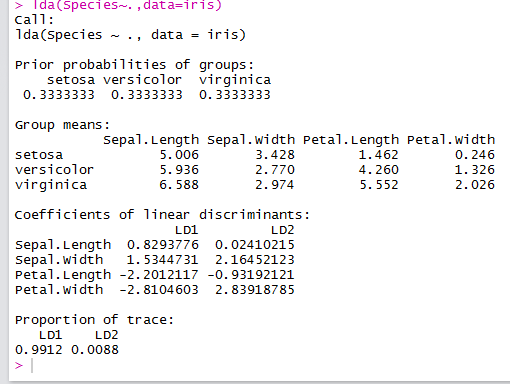 > lda(Species~.,data=iris)
Call:
lda(Species ~ ., data = iris)
Prior probabilities of groups:
setosa versicolor virginica
0.3333333 0.3333333 0.3333333
Group means:
Sepal.Length Sepal.Width Petal.Length Petal.Width
setosa 5.006 3.428 1.462 0.246
versicolor 5.936 2.770 4.260 1.326
virginica 6.588 2.974 5.552 2.026
Coefficients of linear discriminants:
LD1 LD2
Sepal.Length 0.8293776 0.02410215
Sepal.Width 1.5344731 2.16452123
Petal.Length -2.2012117 -0.93192121
Petal.Width -2.8104603 2.83918785
Proportion of trace:
LD1 LD2
0.9912 0.0088
>